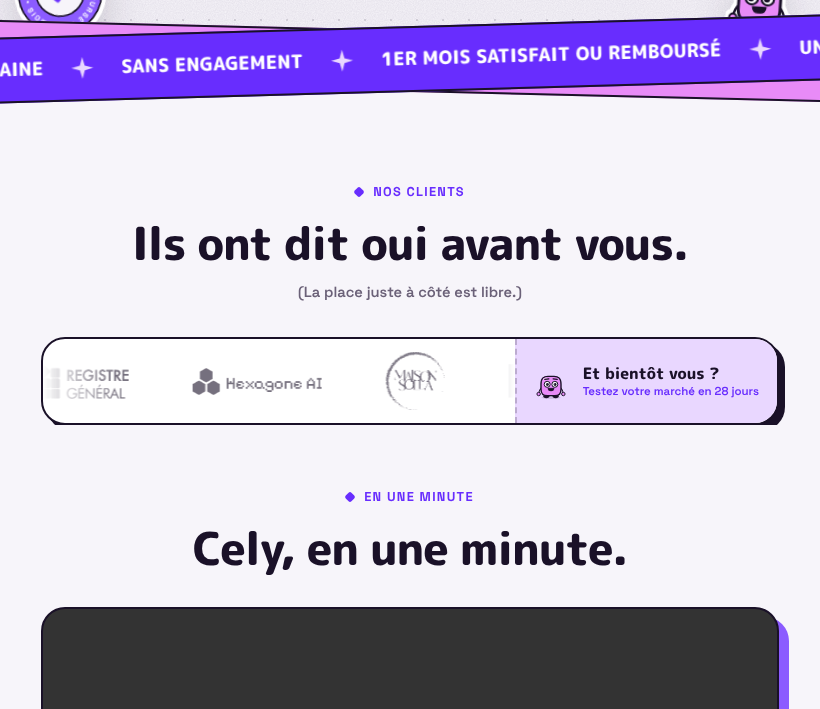 AINE SANS ENGAGEMENT 1ER MOIS SATISFAIT OU REMBOURSÉ UN
NOS CLIENTS
Ils ont dit oui avant vous.
(La place juste à côté est libre.)
REGISTRE
GÉNÉRAL
Hexagone AI
MAISON
Et bientôt vous ?
Testez votre marché en 28 jours
EN UNE MINUTE
Cely, en une minute.